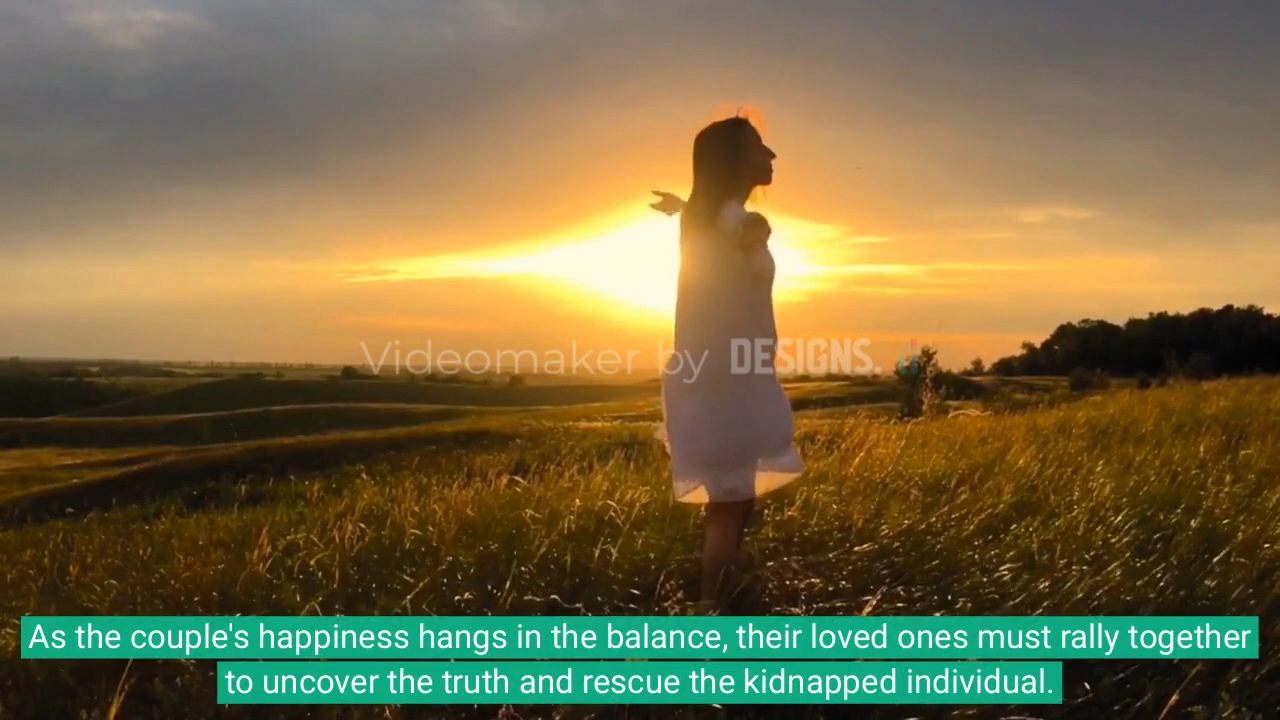 Videomaker by DESIGNS.
As the couple's happiness hangs in the balance, their loved ones must rally together
to uncover the truth and rescue the kidnapped individual.